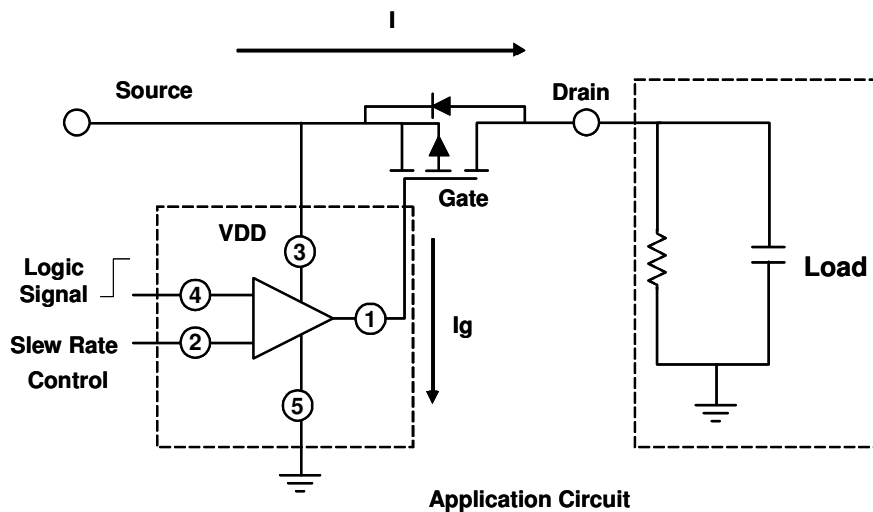 I
Source
Drain
Gate
VDD
3
Logic
Signal
4
1
Ig
2
Slew Rate
Control
5
Load
Application Circuit